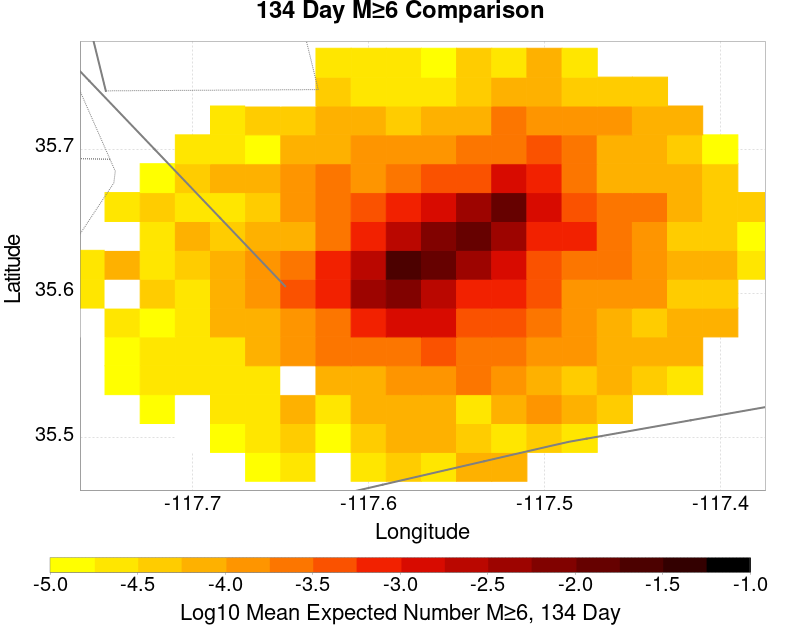 134 Day M≥6 Comparison
35.7
35.6
35.5
Latitude
-117.7 -117.6 -117.5 -117.4
Longitude
-5.0 -4.5 -4.0 -3.5 -3.0 -2.5 -2.0 -1.5 -1.0
Log10 Mean Expected Number M≥6, 134 Day